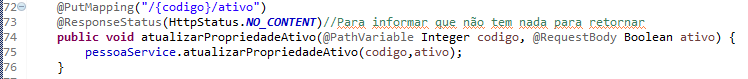 72 @PutMapping("/{codigo}/ativo")
73 @ResponseStatus(HttpStatus.NO_CONTENT)//Para informar que não tem nada para retornar
74 public void atualizarPropriedadeAtivo(@PathVariable Integer codigo, @RequestBody Boolean ativo) {
75 pessoaService.atualizarPropriedadeAtivo(codigo,ativo);
76 }